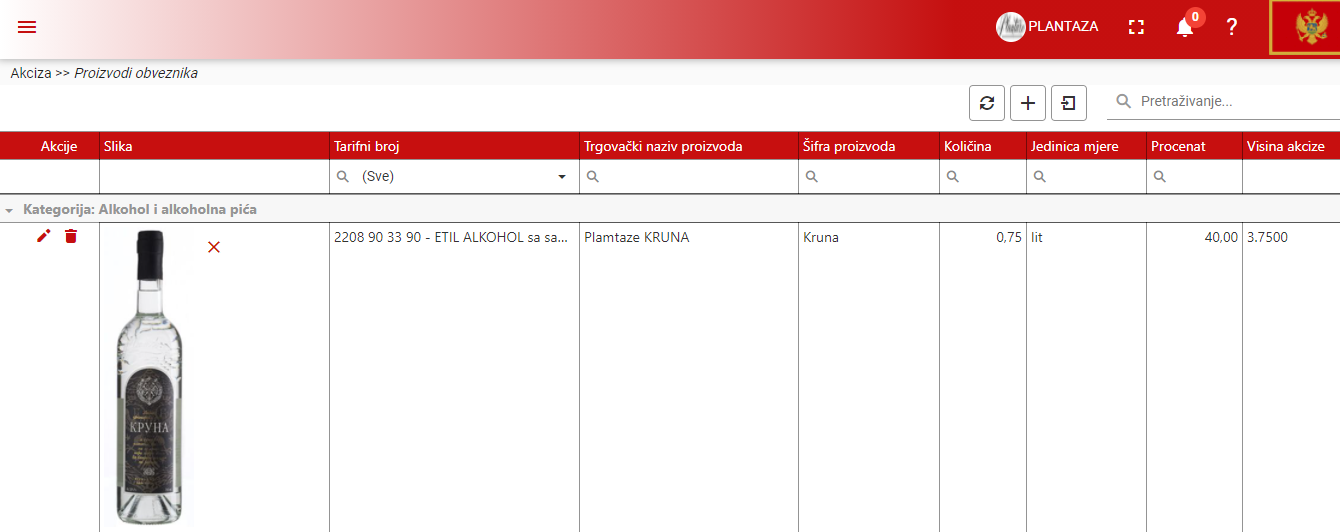 PLANTAZA
0
?
Akciza >> Proizvodi obveznika
Pretraživanje...
Akcije Slika Tarifni broj Trgovački naziv proizvoda Šifra proizvoda Količina Jedinica mjere Procenat Visina akcize
(Sve)
Kategorija: Alkohol i alkoholna pića
2208 90 33 90 - ETIL ALKOHOL sa sa... Plamtaze KRUNA Kruna 0,75 lit 40,00 3.7500
КРУНА